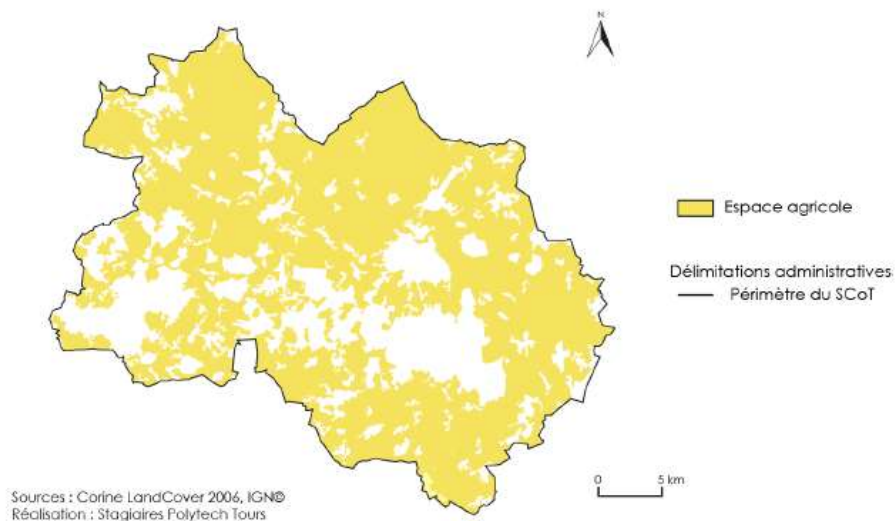 N
Espace agricole
Délimitations administratives
Périmètre du SCoT
0 5 km
Sources : Corine LandCover 2006, IGN©
Réalisation : Stagiaires Polytech Tours